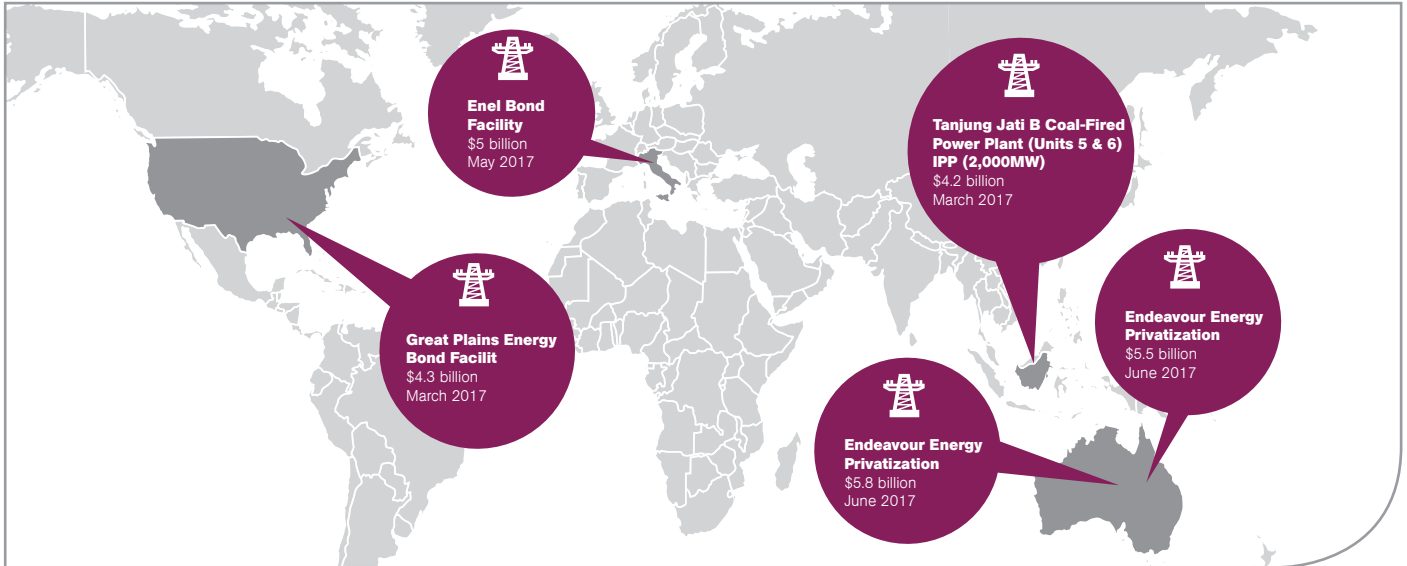 Enel Bond
Facility
$5 billion
May 2017
Tanjung Jati B Coal-Fired
Power Plant (Units 5 & 6)
IPP (2,000MW)
$4.2 billion
March 2017
Great Plains Energy
Bond Facilit
$4.3 billion
March 2017
Endeavour Energy
Privatization
$5.5 billion
June 2017
Endeavour Energy
Privatization
$5.8 billion
June 2017